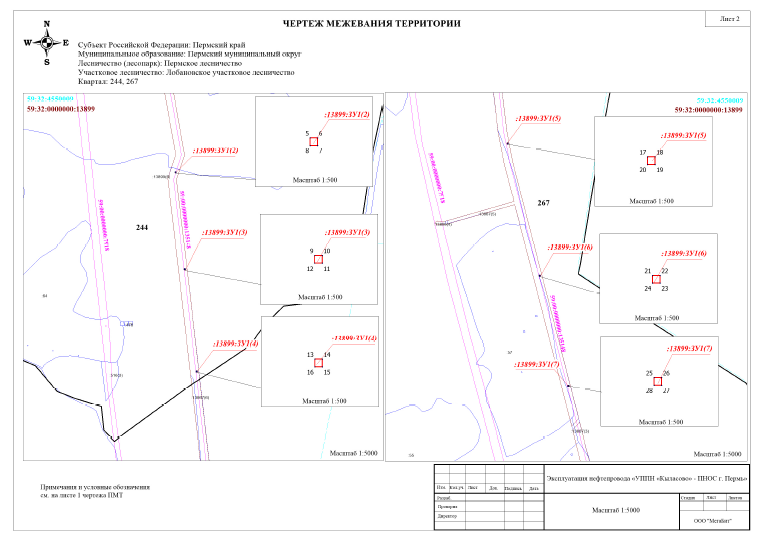 Лист 2
ЧЕРТЕЖ МЕЖЕВАНИЯ ТЕРРИТОРИИ
N
W E
S
Субъект Российской Федерации: Пермский край
Муниципальное образование: Пермский муниципальный округ
Лесничество (лесопарк): Пермское лесничество
Участковое лесничество: Лобановское участковое лесничество
Квартал: 244, 267
59:32:0000000:13899
:13899:ЗУ1(2)
5 6
8 7
Масштаб 1:500
:13899:ЗУ1(2)
244
:13899:ЗУ1(3)
:13899:ЗУ1(3)
9 10
12 11
Масштаб 1:500
:13899:ЗУ1(4)
13 14
16 15
Масштаб 1:500
:13899:ЗУ1(4)
Масштаб 1:5000
59:32:0000000:13899
:13899:ЗУ1(5)
:13899:ЗУ1(5)
17 18
20 19
Масштаб 1:500
267
:13899:ЗУ1(6)
:13899:ЗУ1(6)
21 22
24 23
Масштаб 1:500
:13899:ЗУ1(7)
:13899:ЗУ1(7)
25 26
28 27
Масштаб 1:500
Масштаб 1:5000
Примечания и условные обозначения
см. на листе 1 чертежа ПМТ
Эксплуатация нефтепровода «УППН «Кыласово» - ПНОС г. Пермь»
Изм. Кол.уч. Лист Док. Подпись Дата
Разраб.
Проверил
Директор
Масштаб 1:5000
Стадия Лист Листов
ООО "Мегалит"